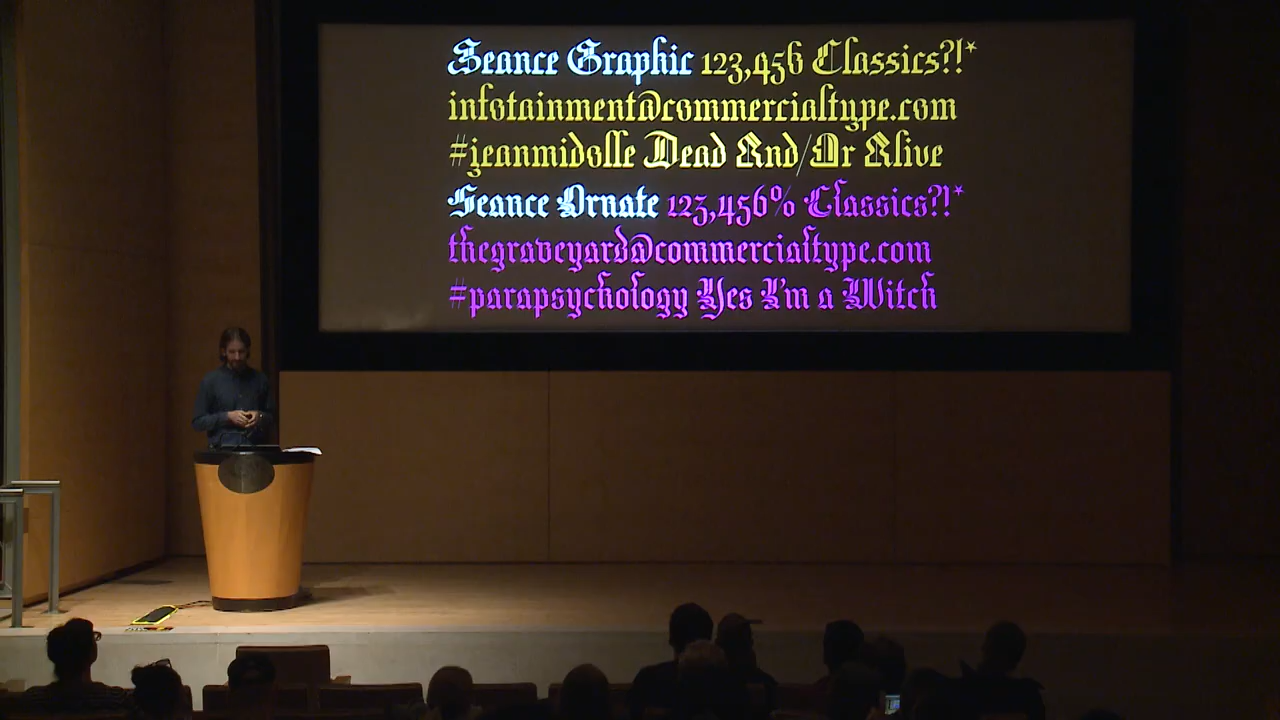 Seance Graphic 123,456 Classics?!*
infotainment@commercialtype.com
#jeanmidolle Dead And/Or Alive
Seance Ornate 123,456% Classics?!*
thegraveyard@commercialtype.com
#parapsychology Yes I'm a Witch